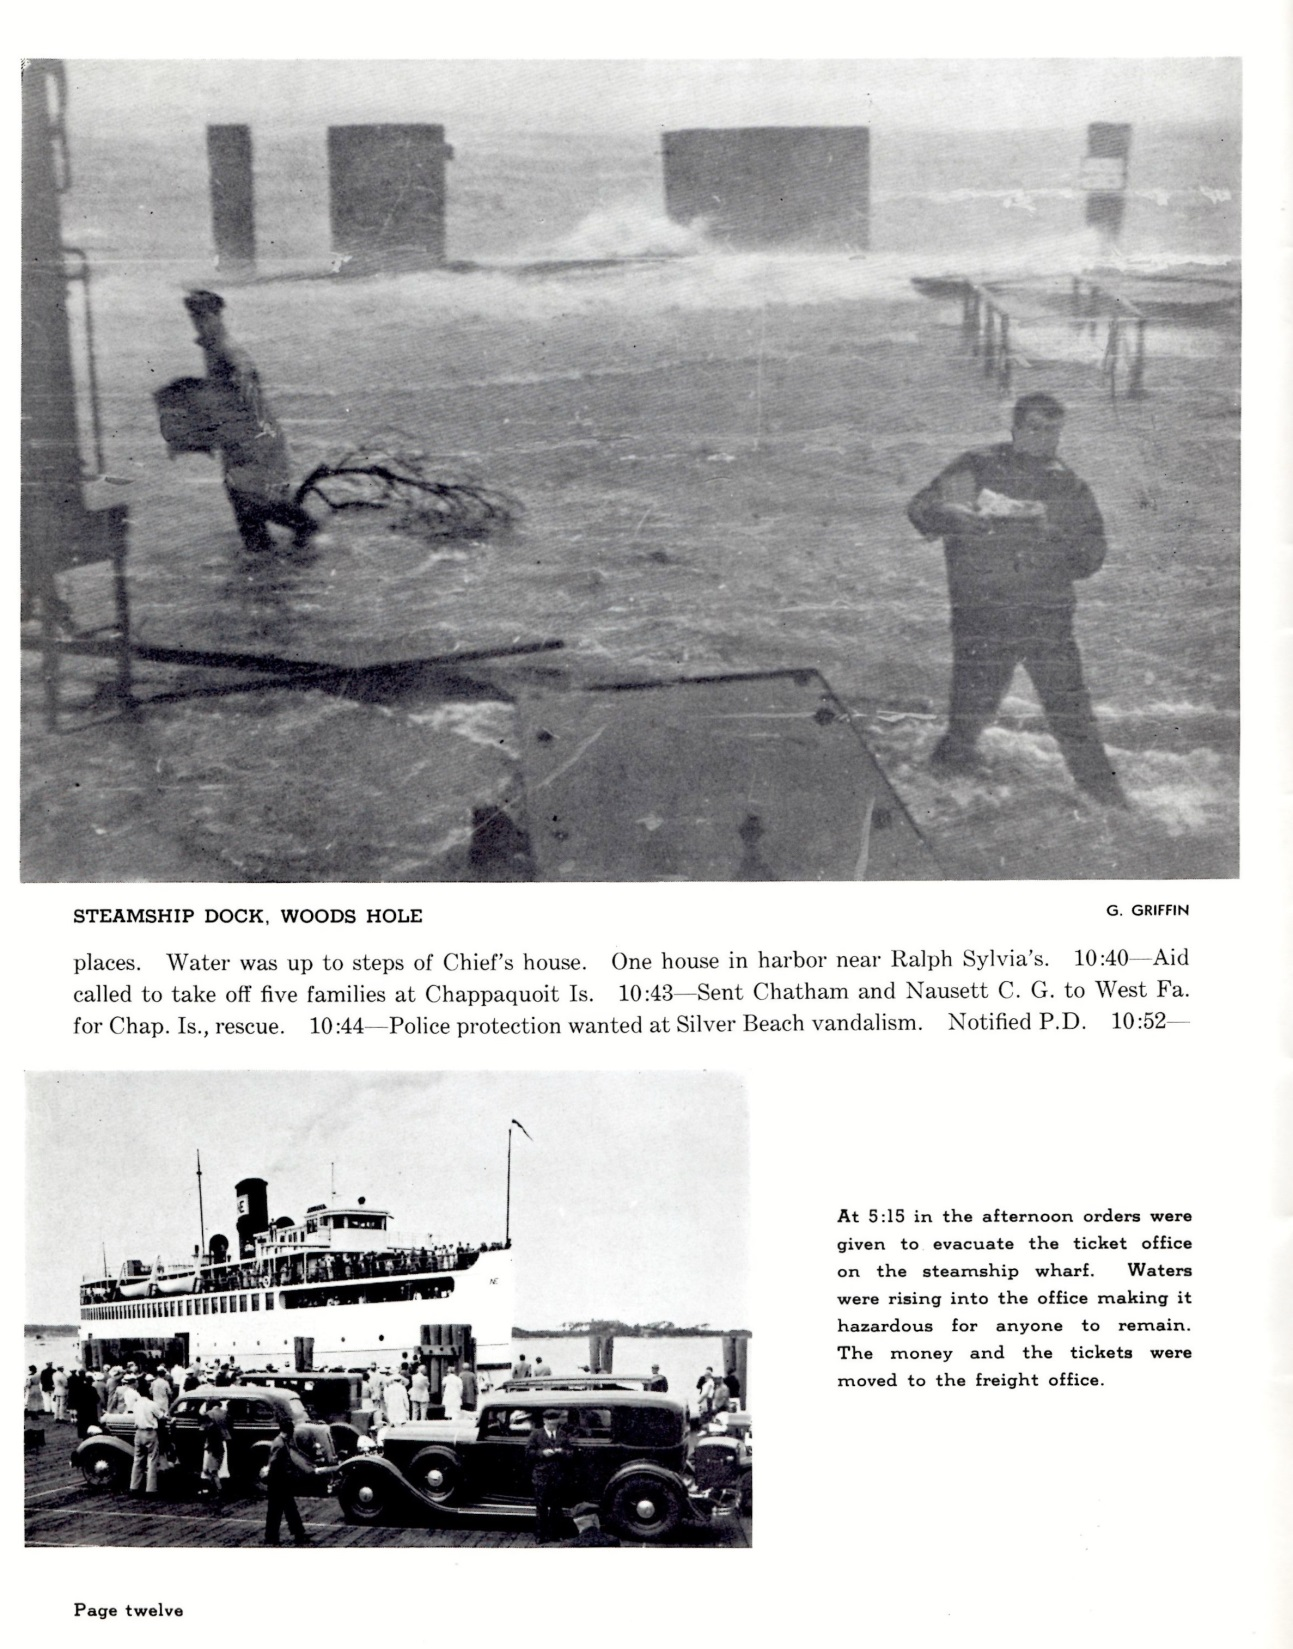 STEAMSHIP DOCK, WOODS HOLE
G. GRIFFIN
places. Water was up to steps of Chief's house. One house in harbor near Ralph Sylvia's. 10:40—Aid
called to take off five families at Chappaquoit Is. 10:43—Sent Chatham and Nausett C. G. to West Fa.
for Chap. Is., rescue. 10:44—Police protection wanted at Silver Beach vandalism. Notified P.D. 10:52—
NE
At 5:15 in the afternoon orders were
given to evacuate the ticket office
on the steamship wharf. Waters
were rising into the office making it
hazardous for anyone to remain.
The money and the tickets were
moved to the freight office.
Page twelve